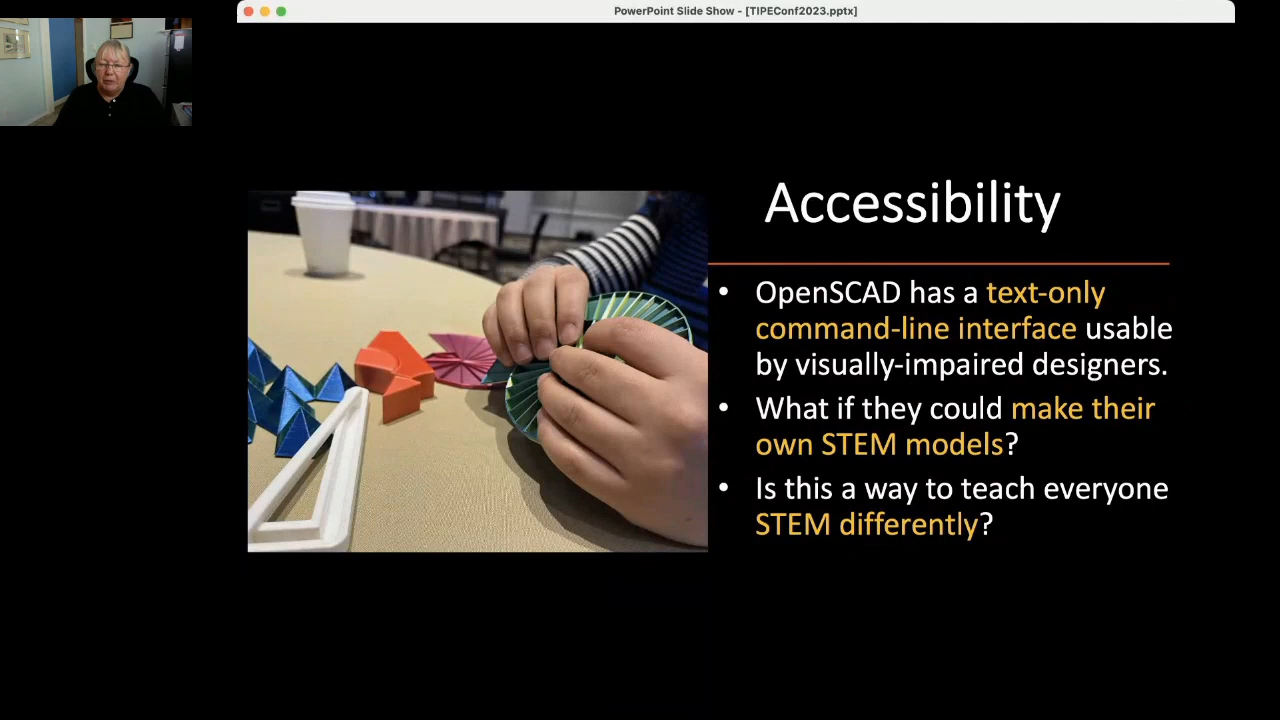 PowerPoint Slide Show - [TIPEConf2023.pptx]
Accessibility
• OpenSCAD has a text-only
command-line interface usable
by visually-impaired designers.
• What if they could make their
own STEM models?
• Is this a way to teach everyone
STEM differently?